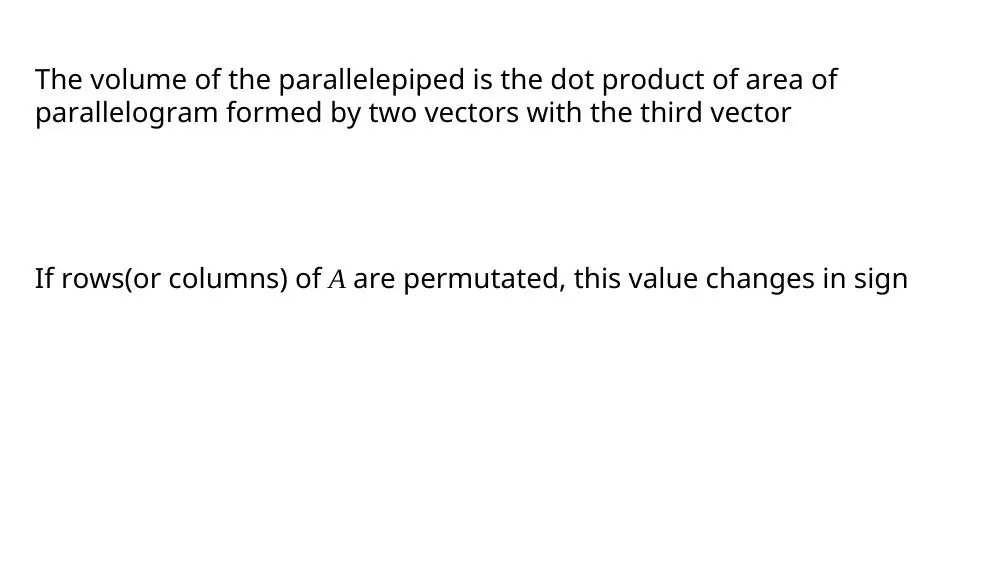 The volume of the parallelepiped is the dot product of area of
parallelogram formed by two vectors with the third vector
If rows(or columns) of A are permutated, this value changes in sign